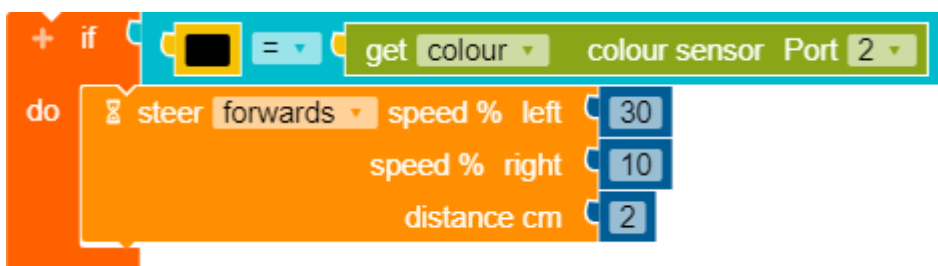 + if = get colour colour sensor Port 2
do steer forwards speed % left 30
speed % right 10
distance cm 2